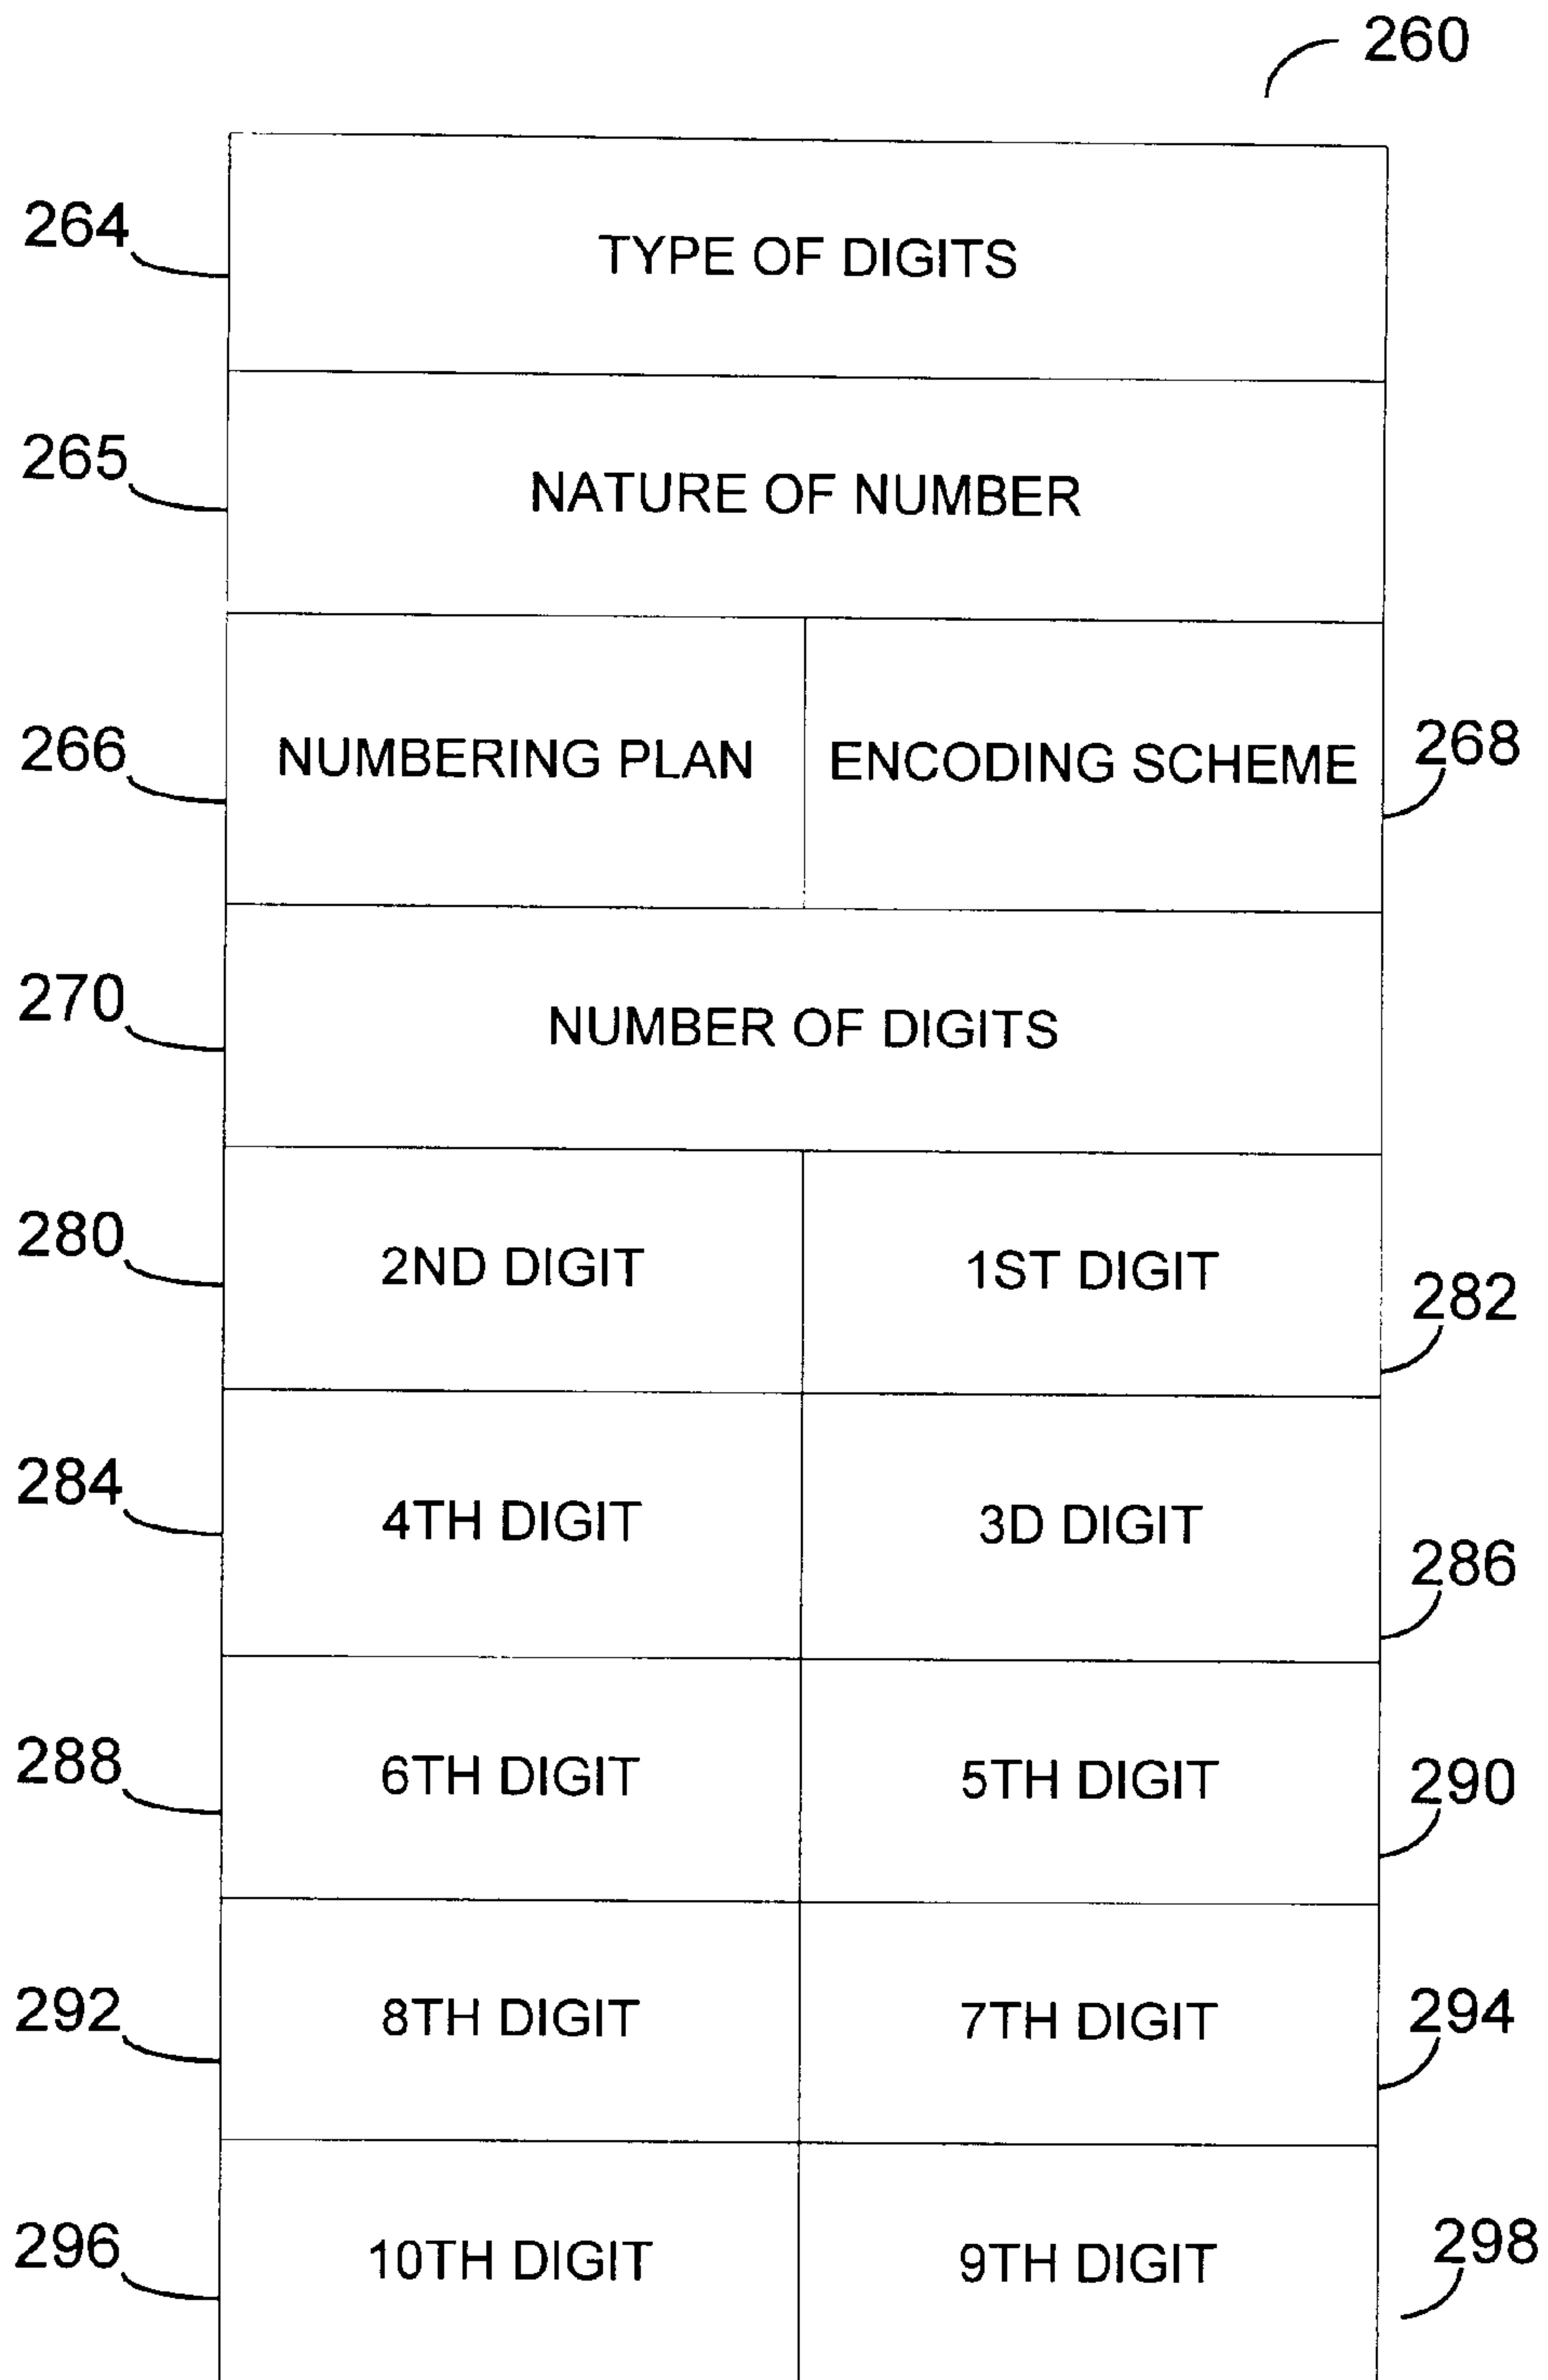 260
264
TYPE OF DIGITS
265
NATURE OF NUMBER
266
NUMBERING PLAN
ENCODING SCHEME
268
270
NUMBER OF DIGITS
280
2ND DIGIT
1ST DIGIT
282
284
4TH DIGIT
3D DIGIT
286
288
6TH DIGIT
5TH DIGIT
290
292
8TH DIGIT
7TH DIGIT
294
296
10TH DIGIT
9TH DIGIT
298